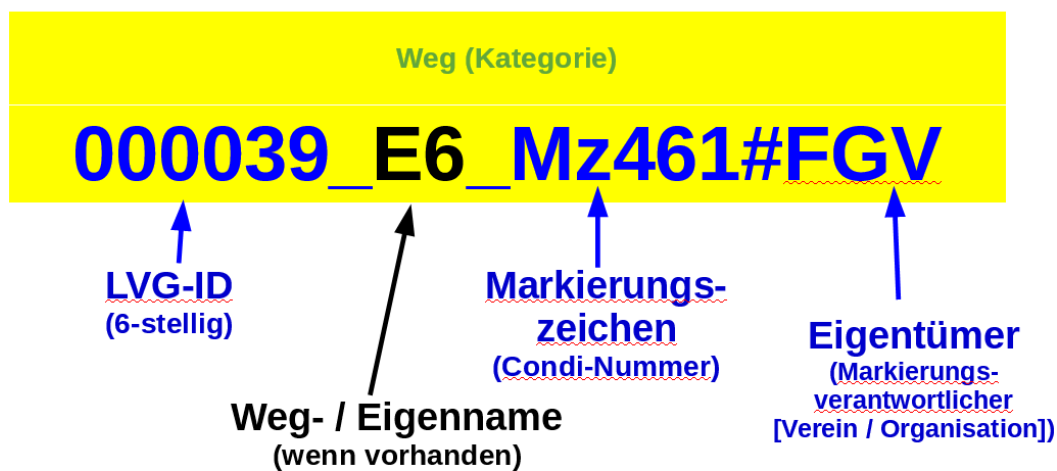 Weg (Kategorie)
000039_E6_Mz461#FGV
LVG-ID
(6-stellig)
Markierungs-
zeichen
(Condi-Nummer)
Eigentümer
(Markierungs-
verantwortlicher
[Verein / Organisation])
Weg- / Eigenname
(wenn vorhanden)